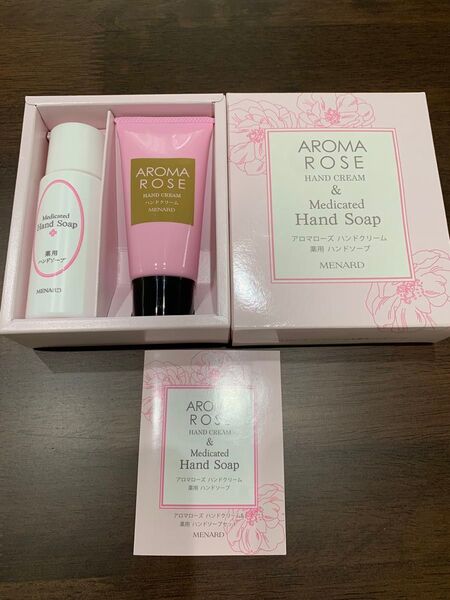 Medicated
Hand Soap
薬用
ハンドソープ
MENARD
AROMA
ROSE
HAND CREAM
ハンドクリーム
MENARD
AROMA
ROSE
HAND CREAM
&
Medicated
Hand Soap
アロマローズ ハンドクリーム
薬用 ハンドソープ
MENARD
AROMA
ROSE
HAND CREAM
&
Medicated
Hand Soap
アロマローズ ハンドクリーム
薬用 ハンドソープ
アロマローズ ハンドクリーム&
薬用 ハンドソープセット
MENARD